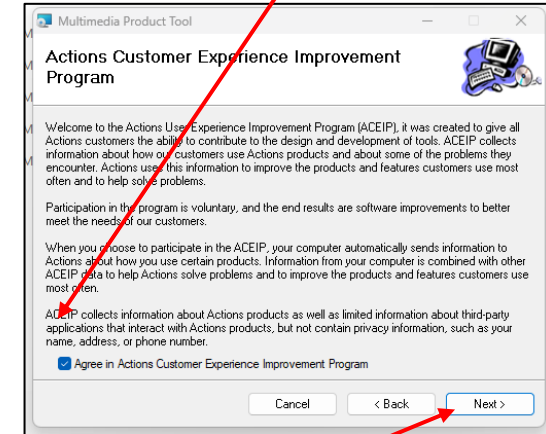 Multimedia Product Tool
Actions Customer Experience Improvement
Program
Welcome to the Actions User Experience Improvement Program (ACEIP), it was created to give all
Actions customers the ability to contribute to the design and development of tools. ACEIP collects
information about how our customers use Actions products and about some of the problems they
encounter. Actions uses this information to improve the products and features customers use most
often and to help solve problems.
Participation in the program is voluntary, and the end results are software improvements to better
meet the needs of our customers.
When you choose to participate in the ACEIP, your computer automatically sends information to
Actions about how you use certain products. Information from your computer is combined with other
ACEIP data to help Actions solve problems and to improve the products and features customers use
most often.
ACEIP collects information about Actions products as well as limited information about third-party
applications that interact with Actions products, but not contain privacy information, such as your
name, address, or phone number.
Agree in Actions Customer Experience Improvement Program
Cancel
< Back
Next >